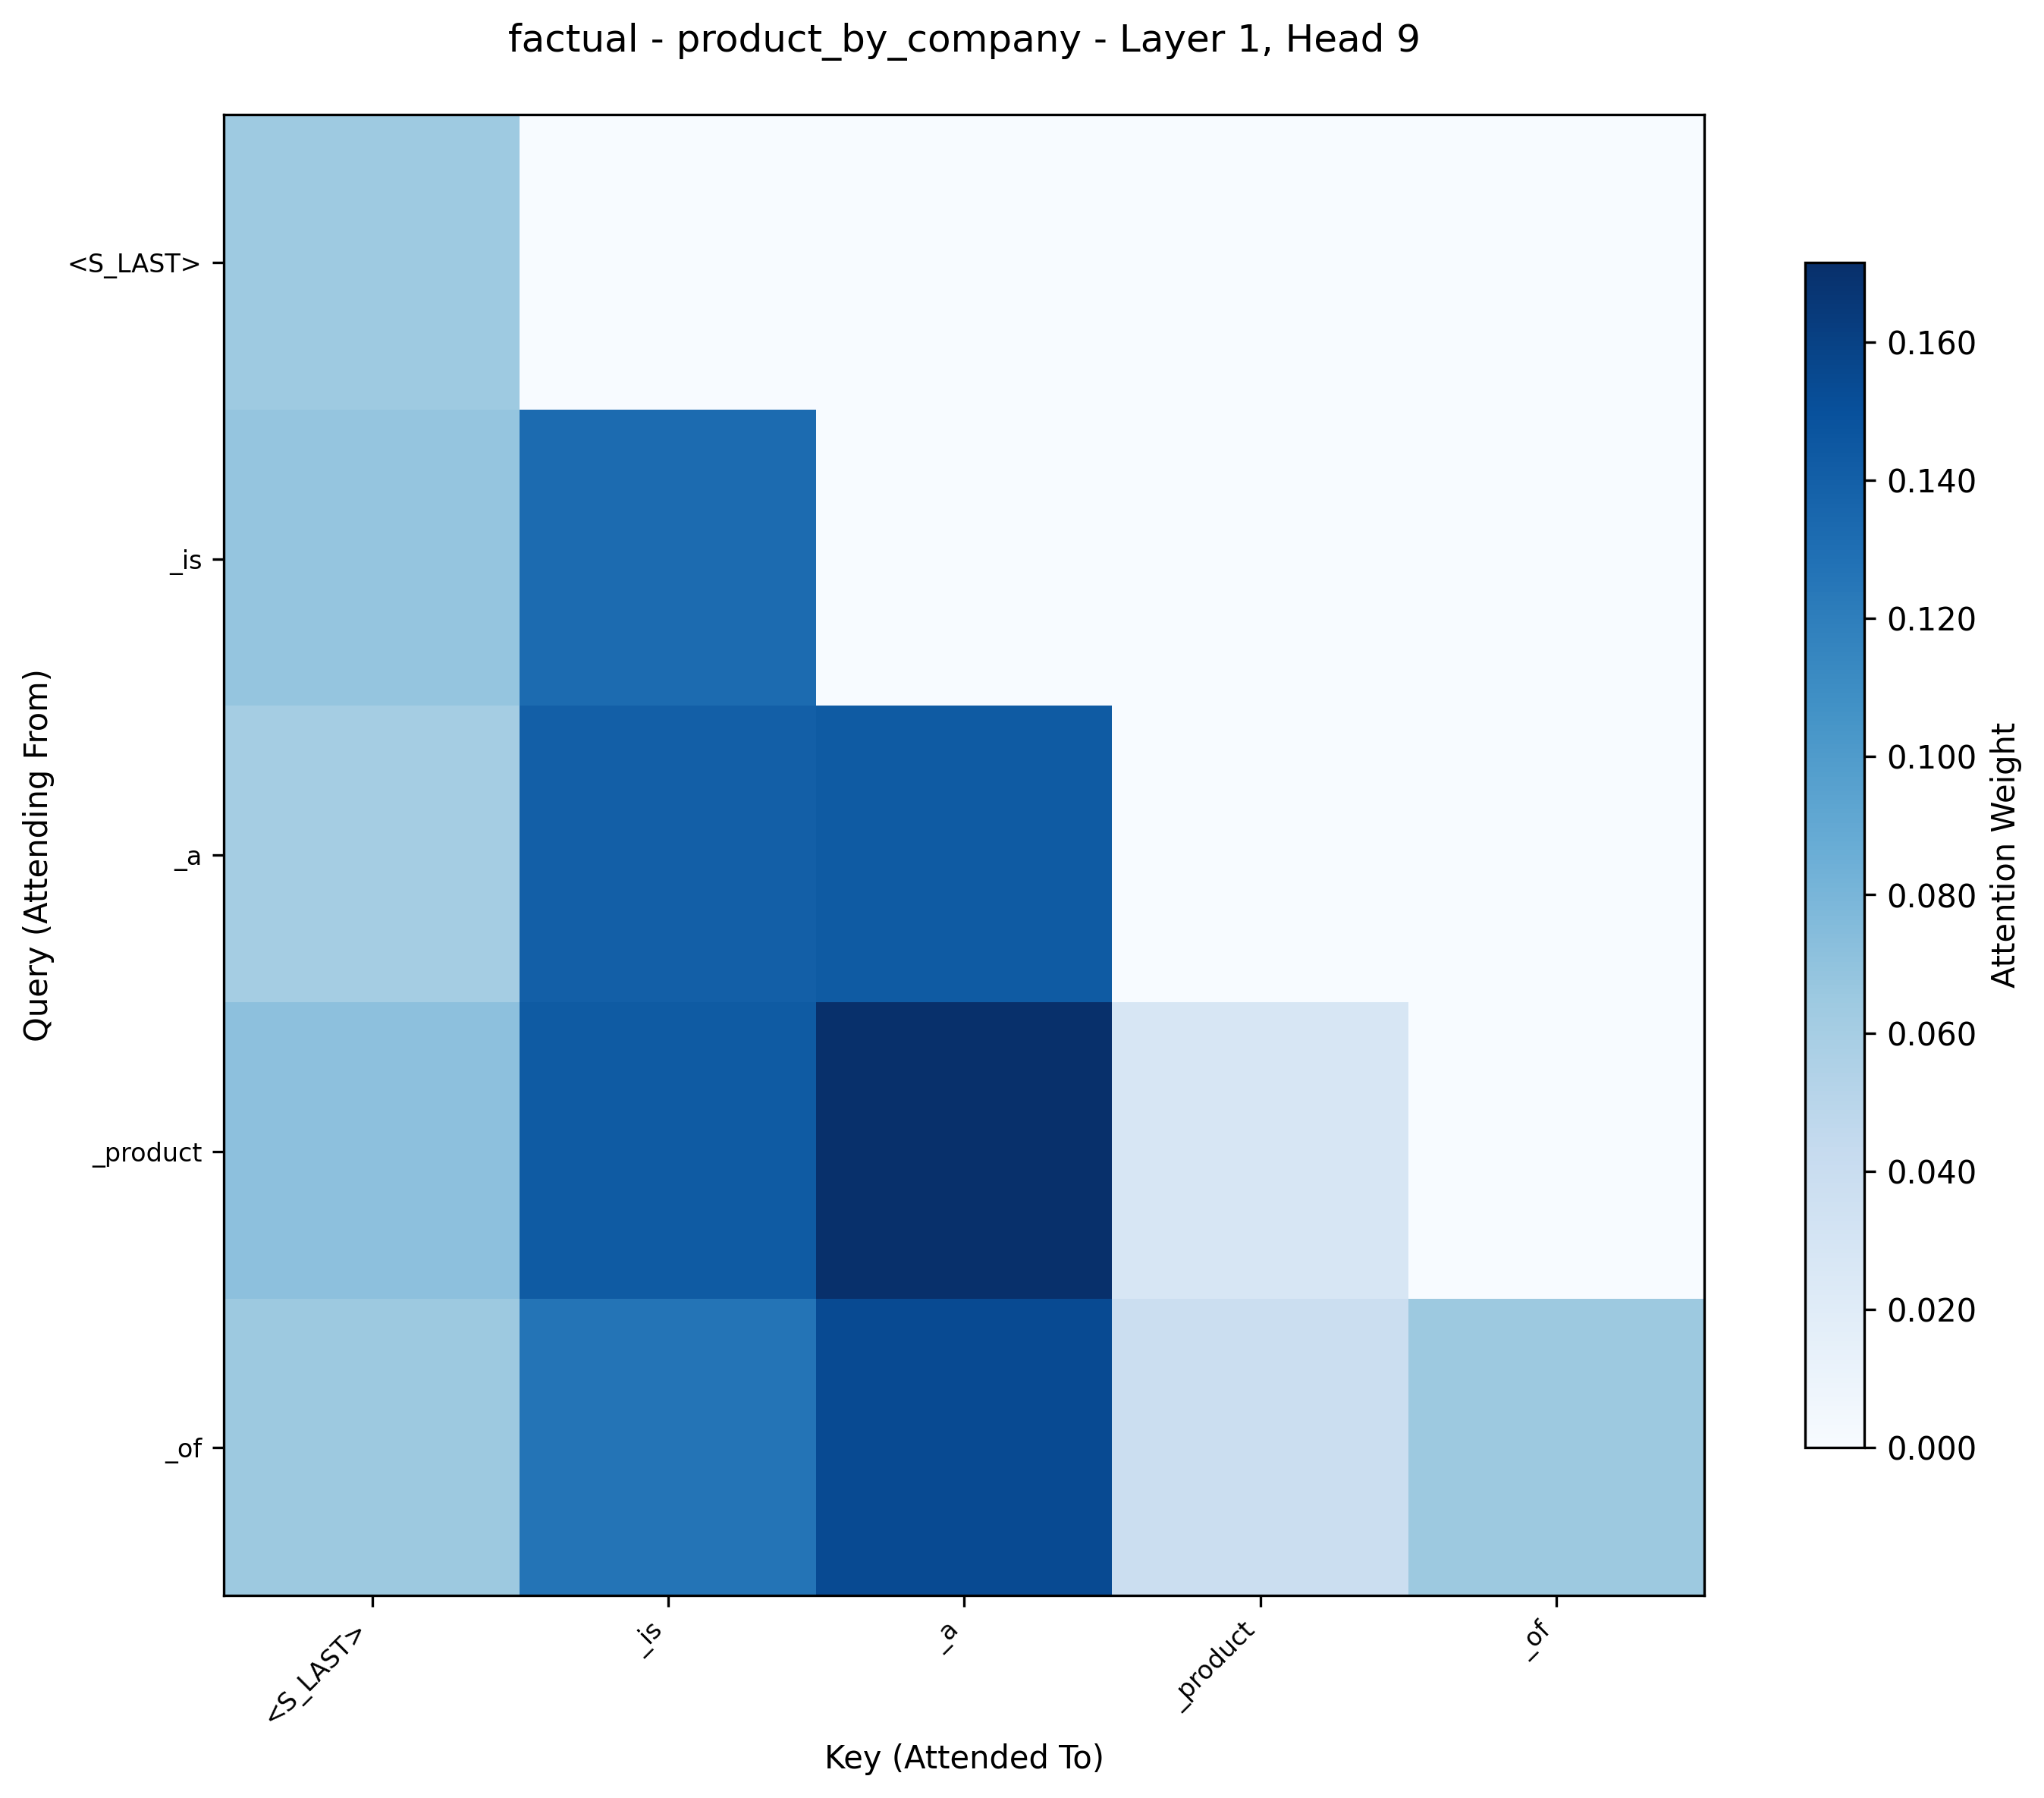 factual - product_by_company - Layer 1, Head 9
Query (Attending From)
<S_LAST>
_is
_a
_product
_of
<S_LAST>
_is
_a
_product
_of
Key (Attended To)
0.160
0.140
0.120
0.100
0.080
0.060
0.040
0.020
0.000
Attention Weight